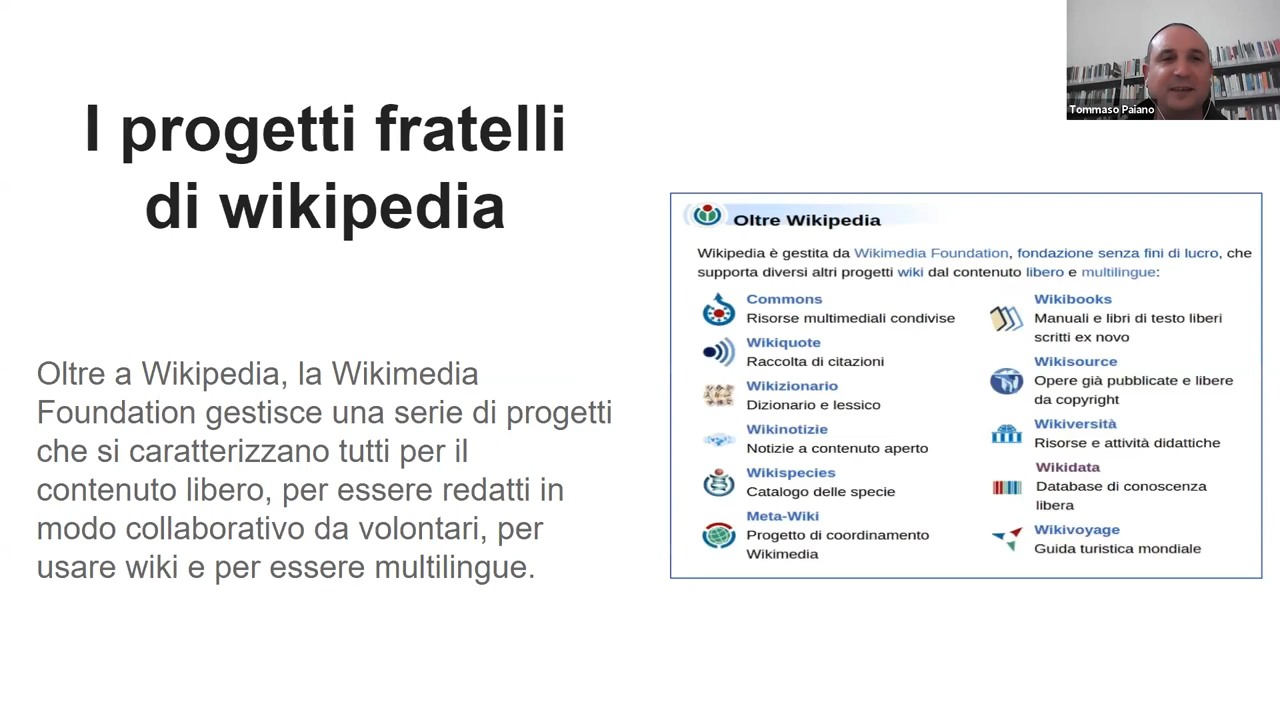 I progetti fratelli
di wikipedia
Oltre a Wikipedia, la Wikimedia
Foundation gestisce una serie di progetti
che si caratterizzano tutti per il
contenuto libero, per essere redatti in
modo collaborativo da volontari, per
usare wiki e per essere multilingue.
Tommaso Paiano
Oltre Wikipedia
Wikipedia è gestita da Wikimedia Foundation, fondazione senza fini di lucro, che
supporta diversi altri progetti wiki dal contenuto libero e multilingue:
Commons
Risorse multimediali condivise
Wikiquote
Raccolta di citazioni
Wikizionario
Dizionario e lessico
Wikinotizie
Notizie a contenuto aperto
Wikispecies
Catalogo delle specie
Meta-Wiki
Progetto di coordinamento
Wikimedia
Wikibooks
Manuali e libri di testo liberi
scritti ex novo
Wikisource
Opere già pubblicate e libere
da copyright
Wikiversità
Risorse e attività didattiche
Wikidata
Database di conoscenza
libera
Wikivoyage
Guida turistica mondiale